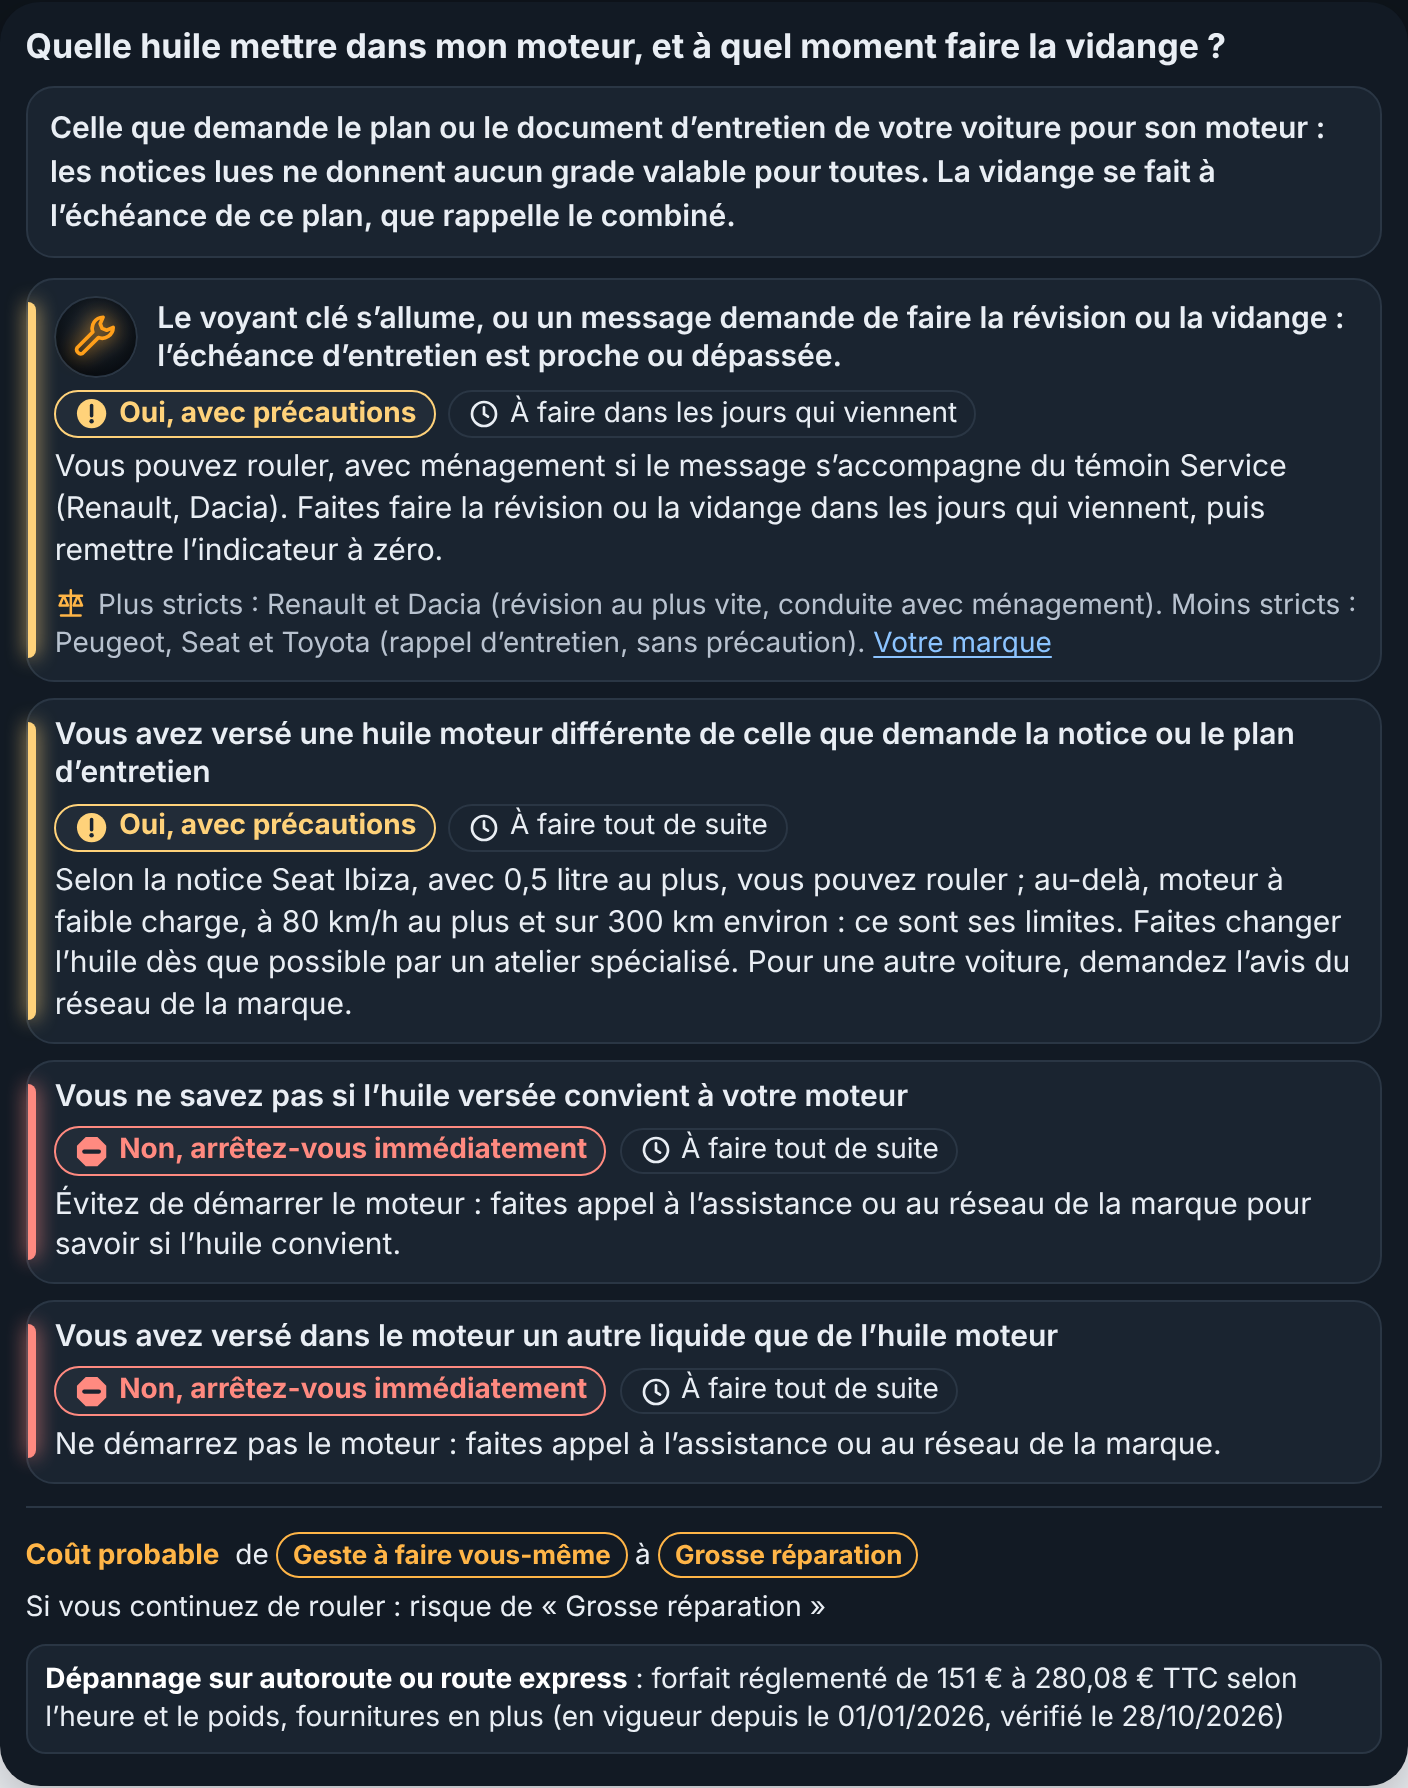 Quelle huile mettre dans mon moteur, et à quel moment faire la vidange ?
Celle que demande le plan ou le document d’entretien de votre voiture pour son moteur :
les notices lues ne donnent aucun grade valable pour toutes. La vidange se fait à
l’échéance de ce plan, que rappelle le combiné.
Le voyant clé s’allume, ou un message demande de faire la révision ou la vidange :
l’échéance d’entretien est proche ou dépassée.
Oui, avec précautions
À faire dans les jours qui viennent
Vous pouvez rouler, avec ménagement si le message s’accompagne du témoin Service
(Renault, Dacia). Faites faire la révision ou la vidange dans les jours qui viennent, puis
remettre l’indicateur à zéro.
Plus stricts : Renault et Dacia (révision au plus vite, conduite avec ménagement). Moins stricts :
Peugeot, Seat et Toyota (rappel d’entretien, sans précaution). Votre marque
Vous avez versé une huile moteur différente de celle que demande la notice ou le plan
d’entretien
Oui, avec précautions
À faire tout de suite
Selon la notice Seat Ibiza, avec 0,5 litre au plus, vous pouvez rouler ; au-delà, moteur à
faible charge, à 80 km/h au plus et sur 300 km environ : ce sont ses limites. Faites changer
l’huile dès que possible par un atelier spécialisé. Pour une autre voiture, demandez l’avis du
réseau de la marque.
Vous ne savez pas si l’huile versée convient à votre moteur
Non, arrêtez-vous immédiatement
À faire tout de suite
Évitez de démarrer le moteur : faites appel à l’assistance ou au réseau de la marque pour
savoir si l’huile convient.
Vous avez versé dans le moteur un autre liquide que de l’huile moteur
Non, arrêtez-vous immédiatement
À faire tout de suite
Ne démarrez pas le moteur : faites appel à l’assistance ou au réseau de la marque.
Coût probable de Geste à faire vous-même à Grosse réparation
Si vous continuez de rouler : risque de « Grosse réparation »
Dépannage sur autoroute ou route express : forfait réglementé de 151 € à 280,08 € TTC selon
l’heure et le poids, fournitures en plus (en vigueur depuis le 01/01/2026, vérifié le 28/10/2026)